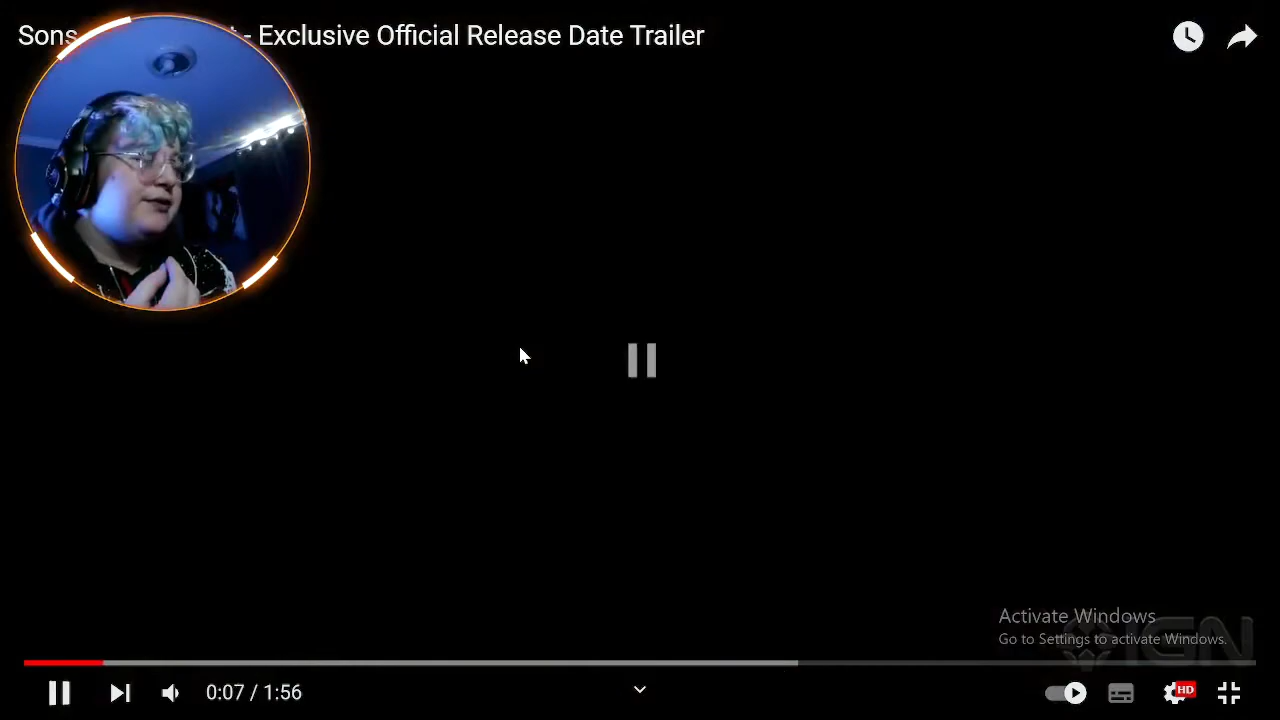 Sons - Exclusive Official Release Date Trailer
Activate Windows
Go to Settings to activate Windows.
IGN
0:07 / 1:56
HD